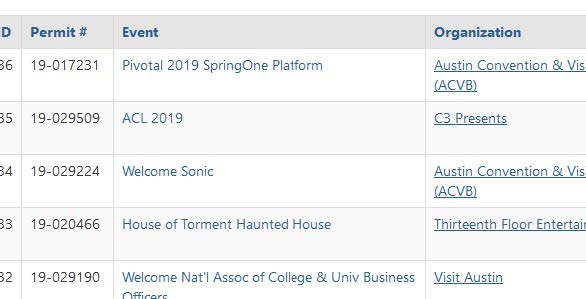 ID Permit # Event Organization
36 19-017231 Pivotal 2019 SpringOne Platform Austin Convention & Vis
(ACVB)
35 19-029509 ACL 2019 C3 Presents
34 19-029224 Welcome Sonic Austin Convention & Vis
(ACVB)
33 19-020466 House of Torment Haunted House Thirteenth Floor Entertai
32 19-029190 Welcome Nat'l Assoc of College & Univ Business Visit Austin
Officers